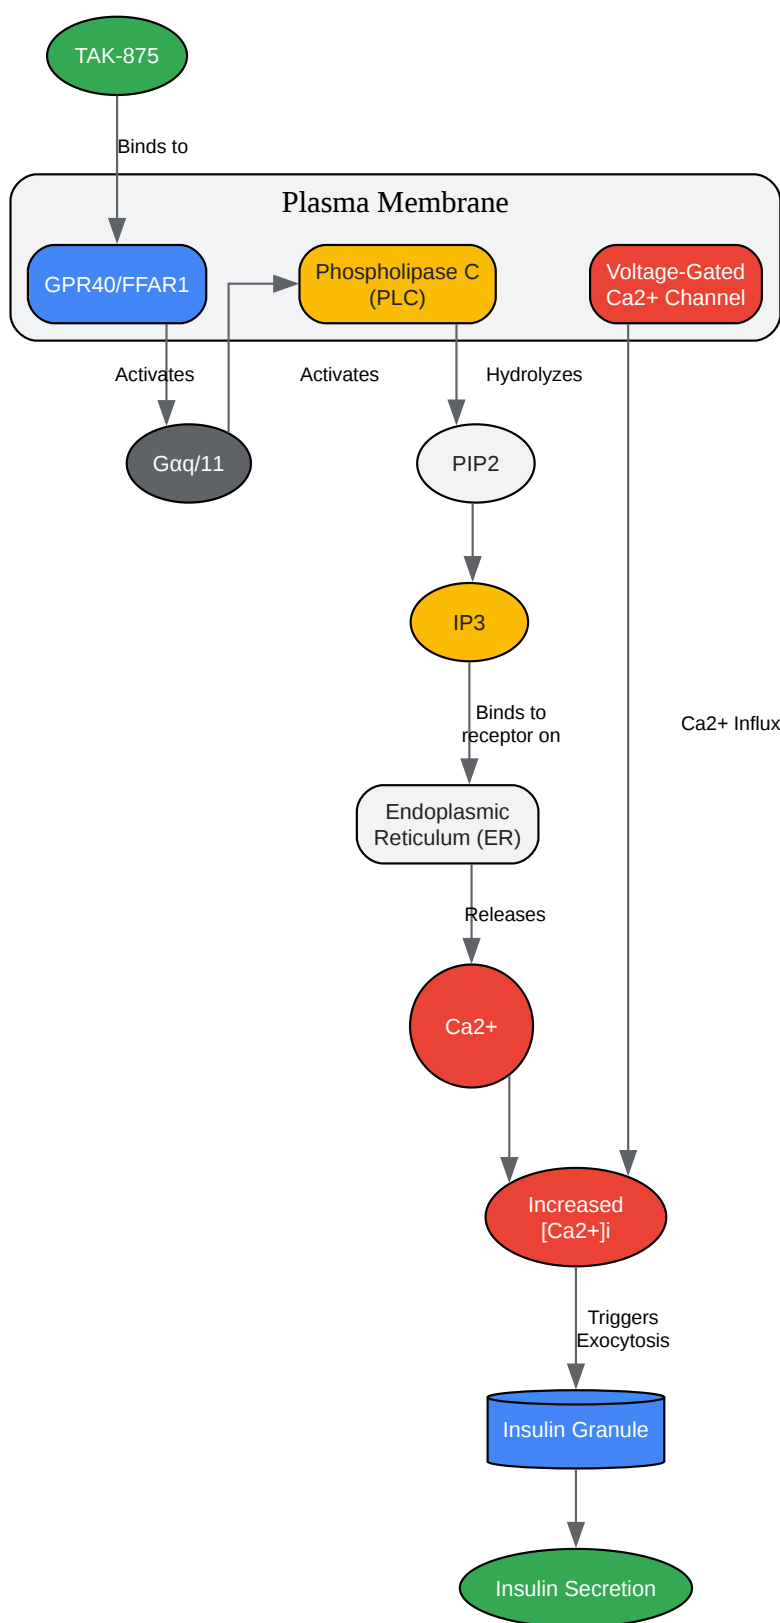 TAK-875
Binds to
Plasma Membrane
GPR40/FFAR1
Phospholipase C
(PLC)
Voltage-Gated
Ca2+ Channel
Activates
Activates
Hydrolyzes
Gαq/11
PIP2
IP3
Binds to
receptor on
Ca2+ Influx
Endoplasmic
Reticulum (ER)
Releases
Ca2+
Increased
[Ca2+]i
Triggers
Exocytosis
Insulin Granule
Insulin Secretion